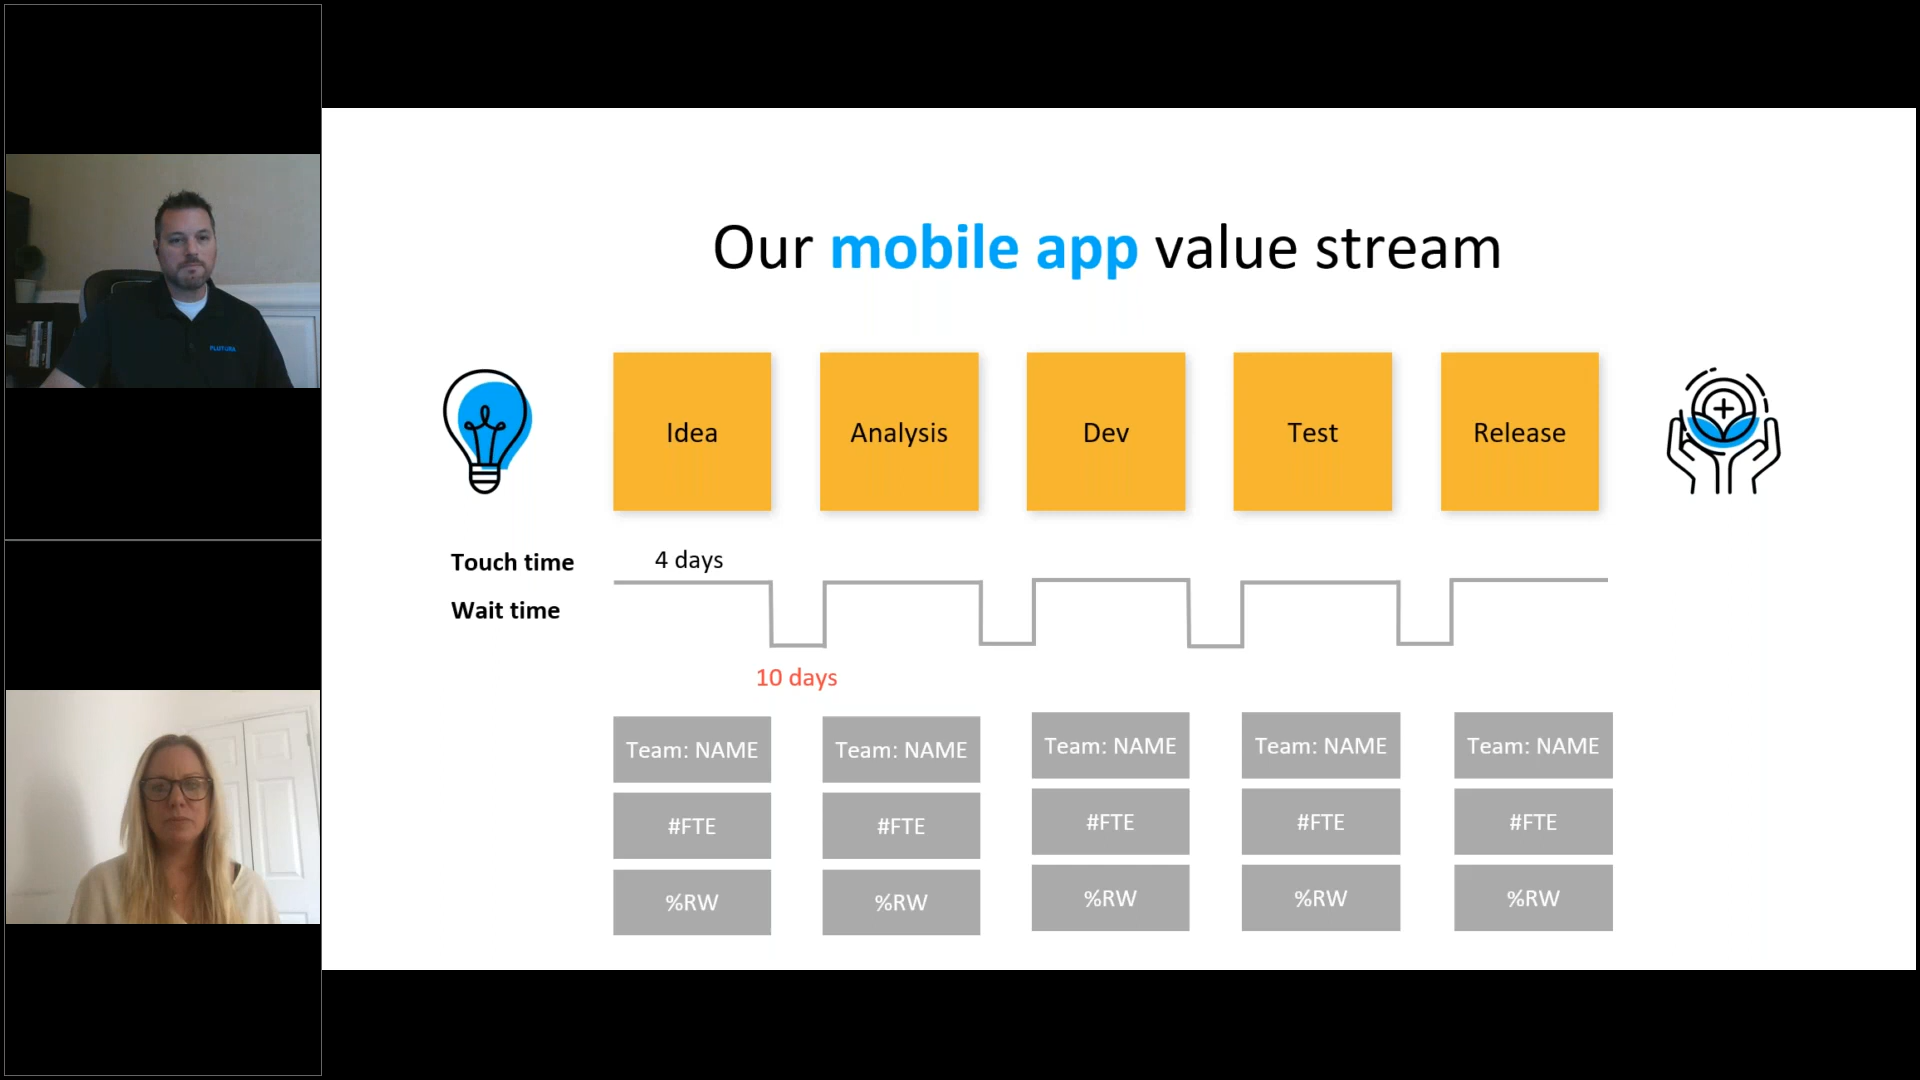 Our mobile app value stream
Idea
Analysis
Dev
Test
Release
Touch time
4 days
Wait time
10 days
Team: NAME
Team: NAME
Team: NAME
Team: NAME
Team: NAME
#FTE
#FTE
#FTE
#FTE
#FTE
%RW
%RW
%RW
%RW
%RW